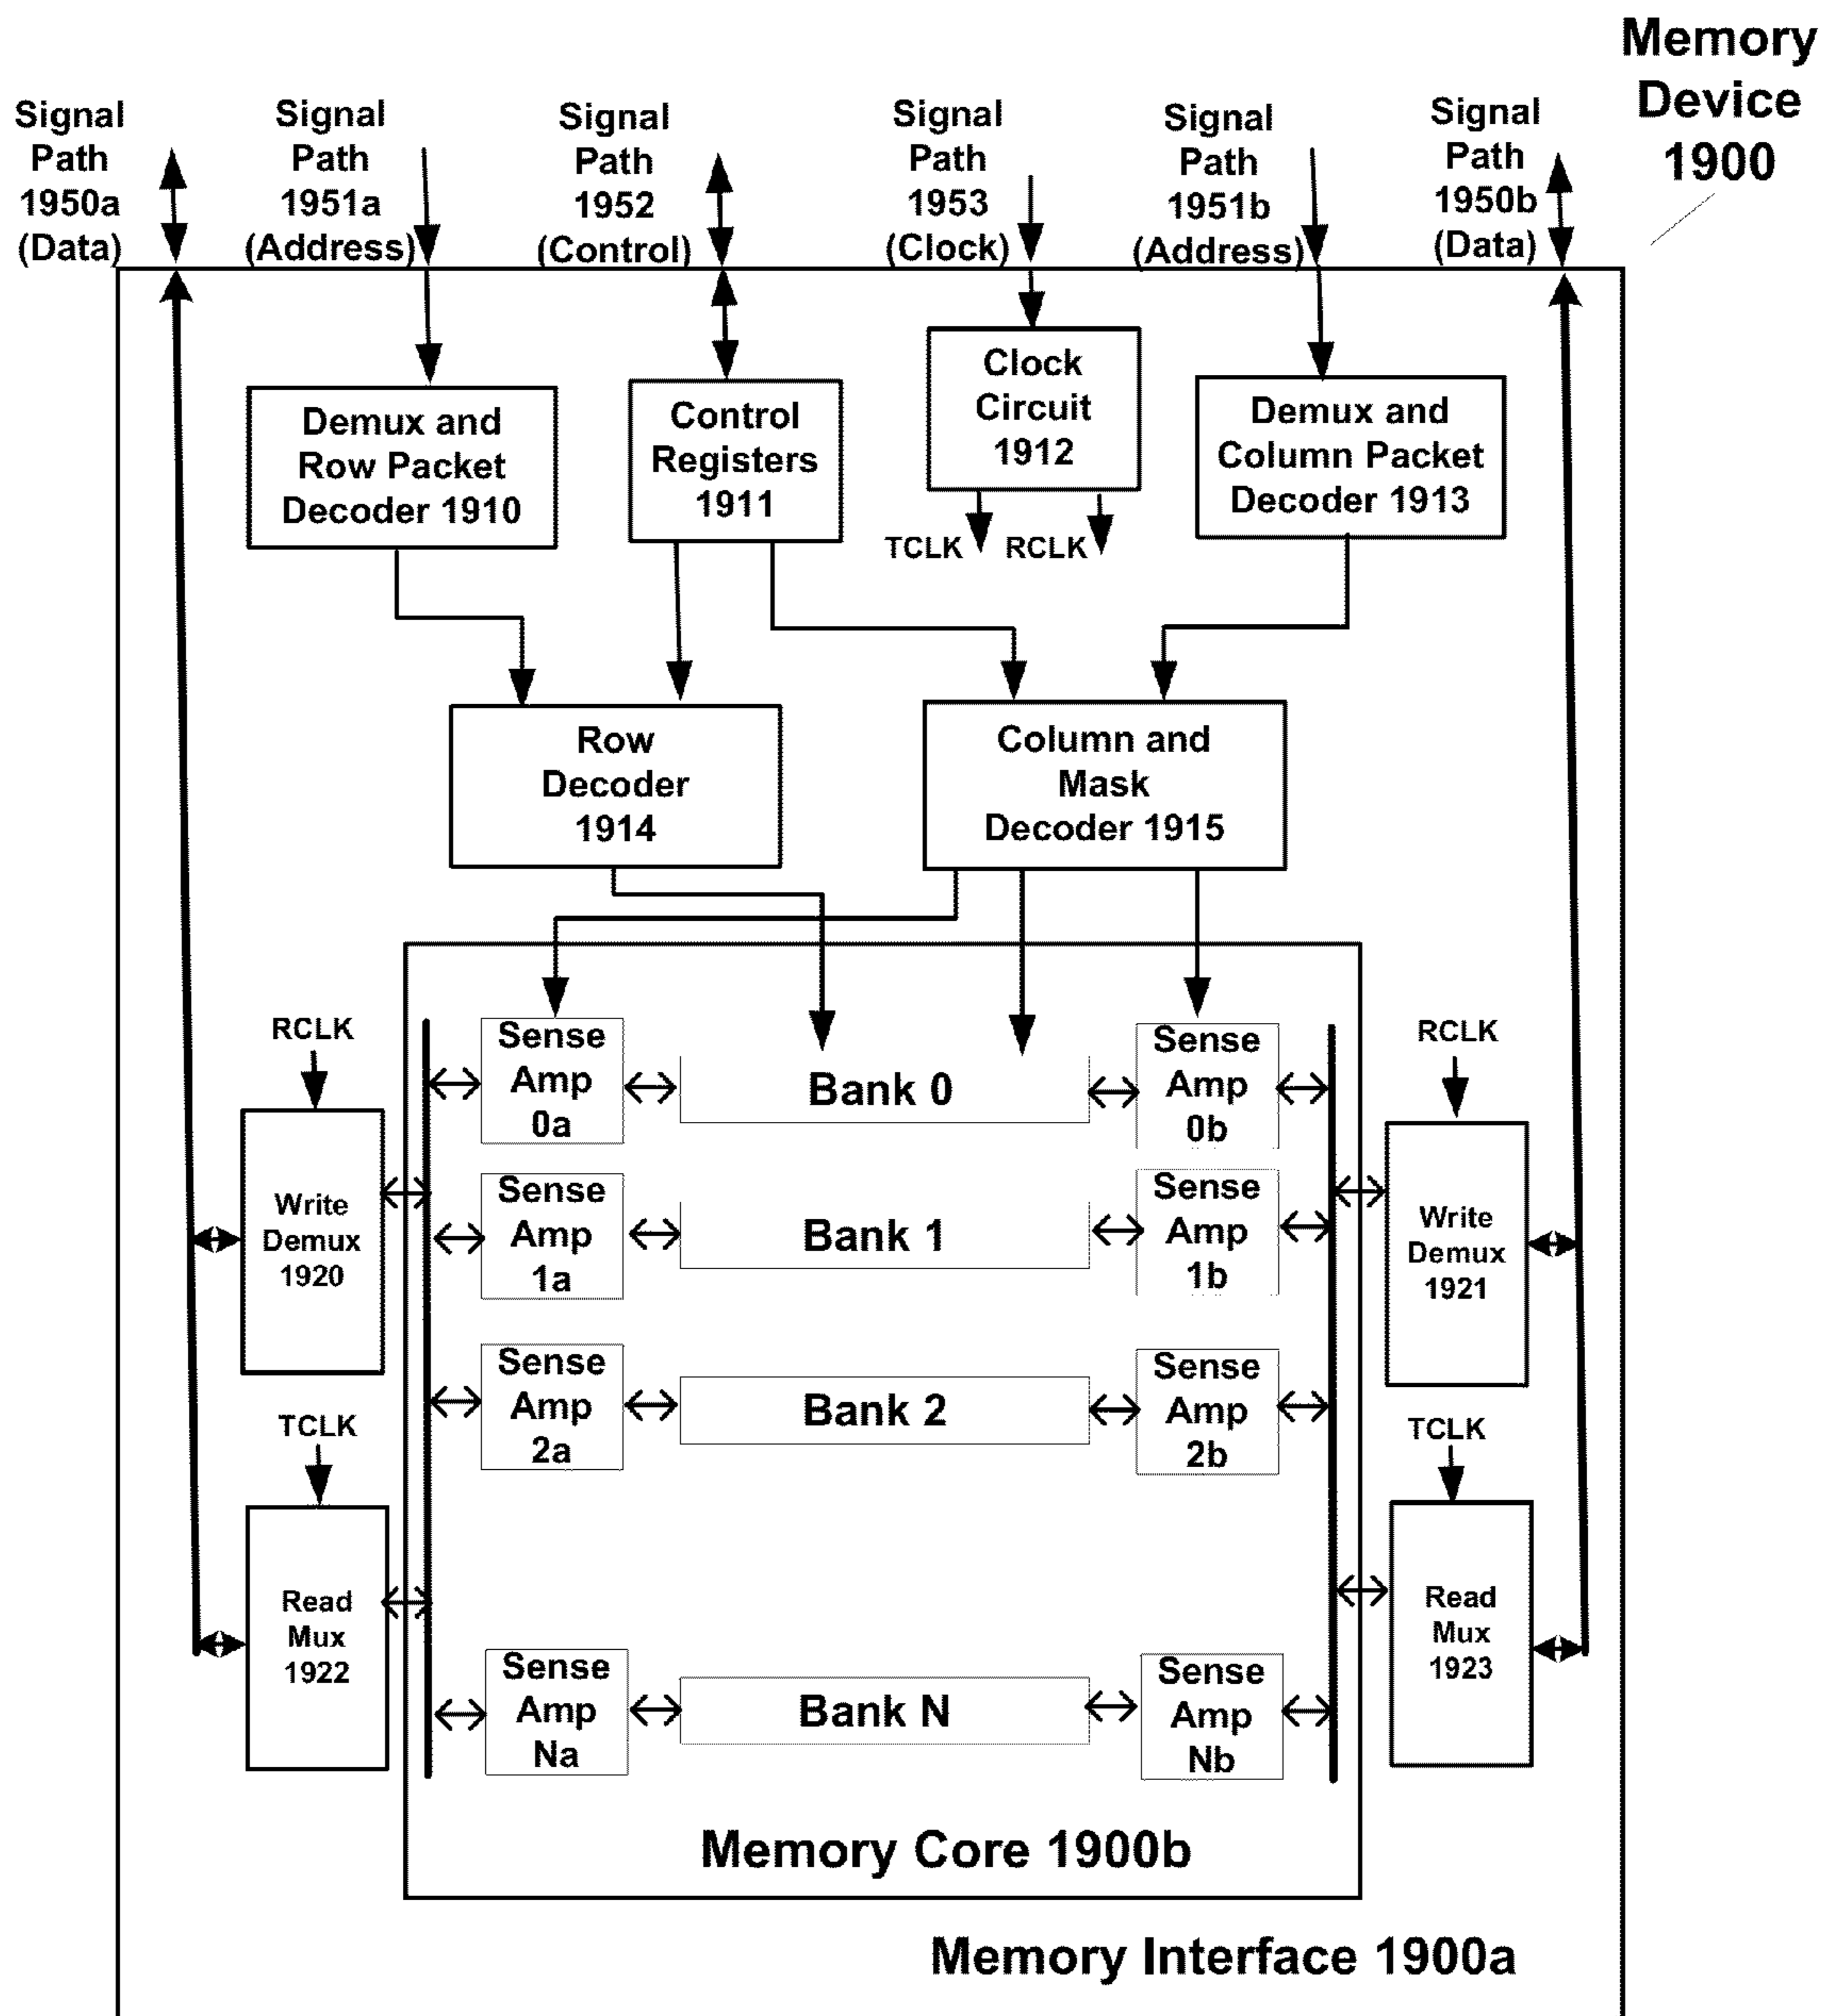 Memory
Device
1900
Signal
Path
1950a
(Data)
Signal
Path
1951a
(Address)
Signal
Path
1952
(Control)
Signal
Path
1953
(Clock)
Signal
Path
1951b
(Address)
Signal
Path
1950b
(Data)
Demux and
Row Packet
Decoder 1910
Control
Registers
1911
Clock
Circuit
1912
Demux and
Column Packet
Decoder 1913
TCLK
RCLK
Row
Decoder
1914
Column and
Mask
Decoder 1915
RCLK
Sense
Amp
0a
Bank 0
Sense
Amp
0b
RCLK
Write
Demux
1920
Sense
Amp
1a
Bank 1
Sense
Amp
1b
Write
Demux
1921
Sense
Amp
2a
Bank 2
Sense
Amp
2b
TCLK
TCLK
Read
Mux
1922
Sense
Amp
Na
Bank N
Sense
Amp
Nb
Read
Mux
1923
Memory Core 1900b
Memory Interface 1900a